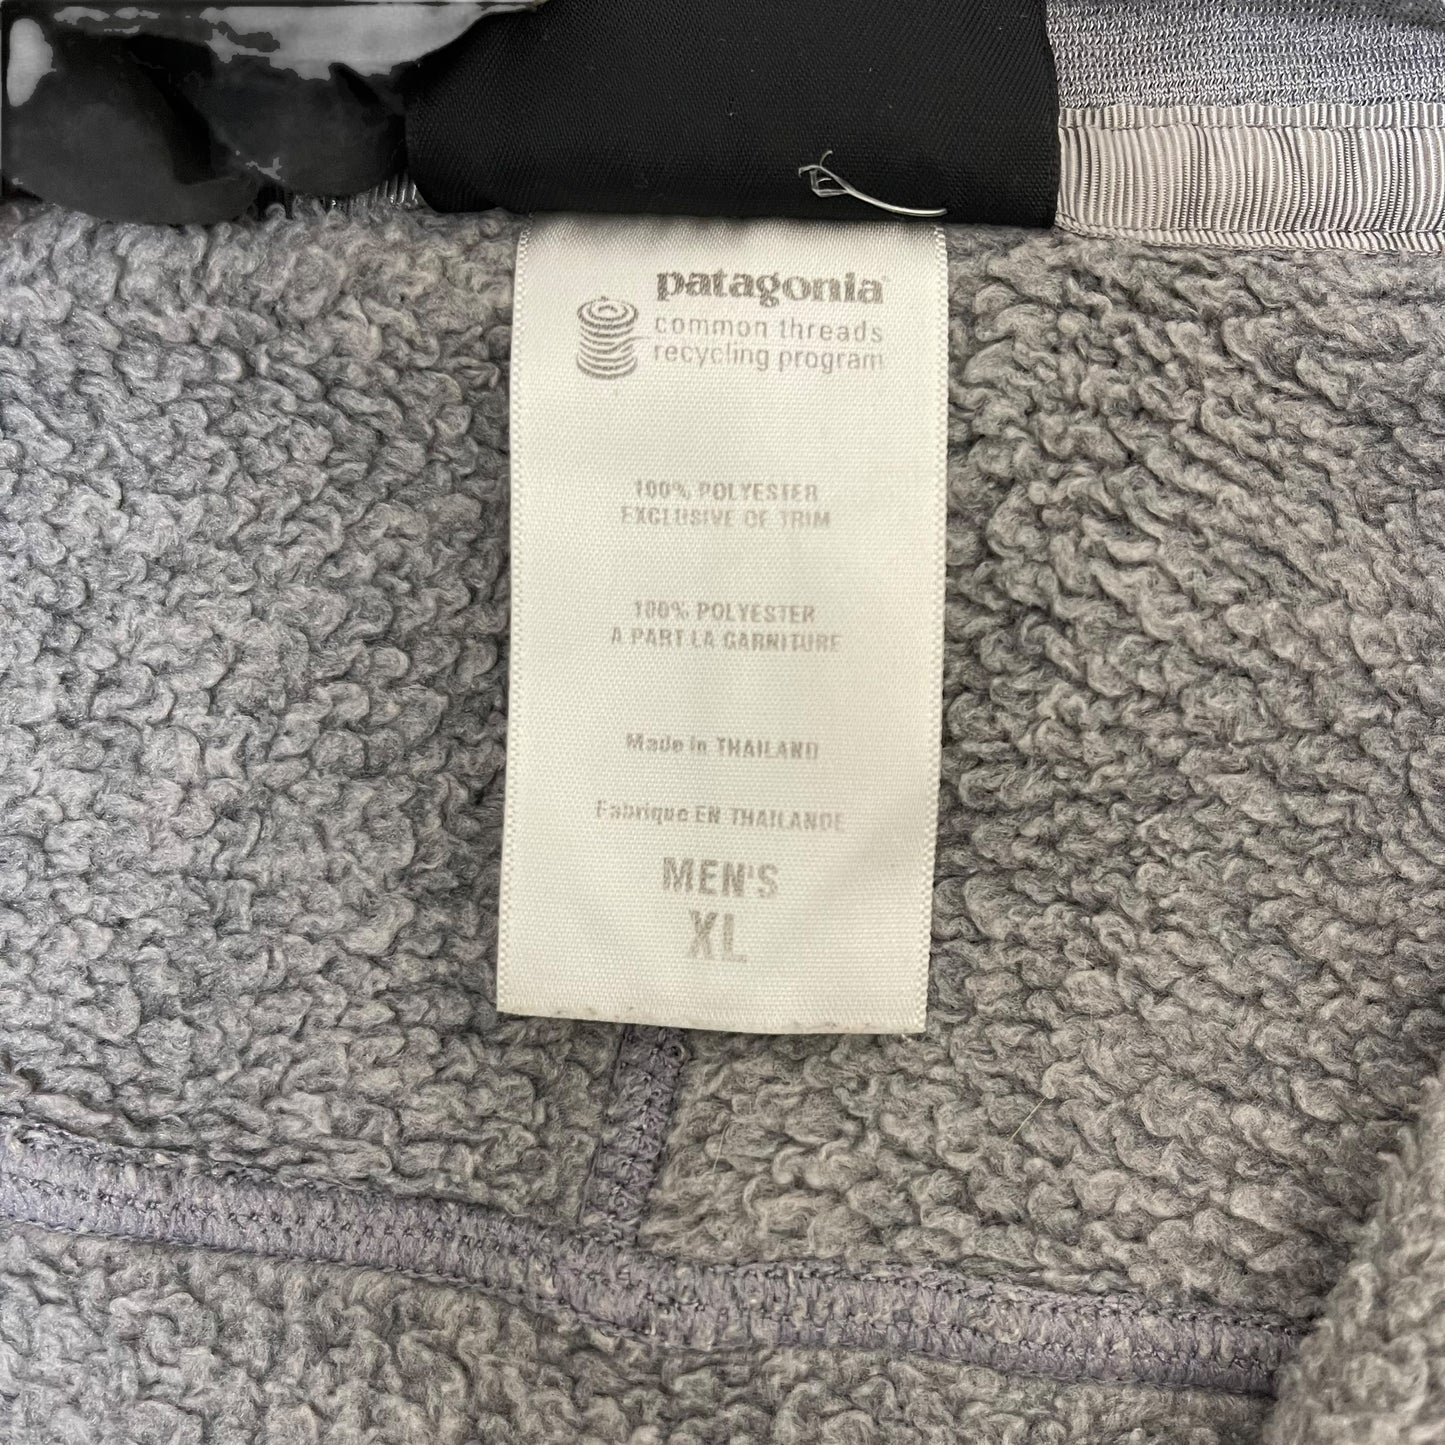 patagonia®
common threads
recycling program
100% POLYESTER
EXCLUSIVE OF TRIM
100% POLYESTER
À PART LA GARNITURE
Made in THAILAND
Fabriqué EN THAILANDE
MEN'S
XL